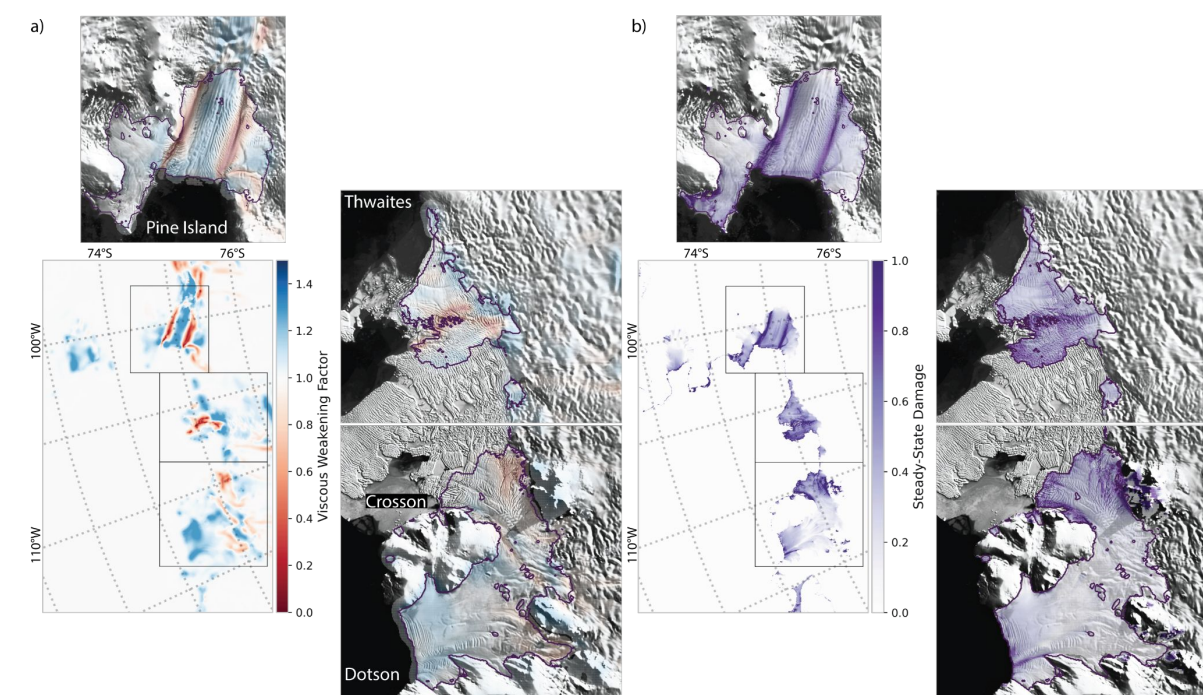 a)
Pine Island
Thwaites
Crosson
Dotson
74°S
76°S
100°W
110°W
1.4
1.2
1.0
0.8
0.6
0.4
0.2
0.0
Viscous Weakening Factor
b)
74°S
76°S
100°W
110°W
1.0
0.8
0.6
0.4
0.2
0.0
Steady-State Damage